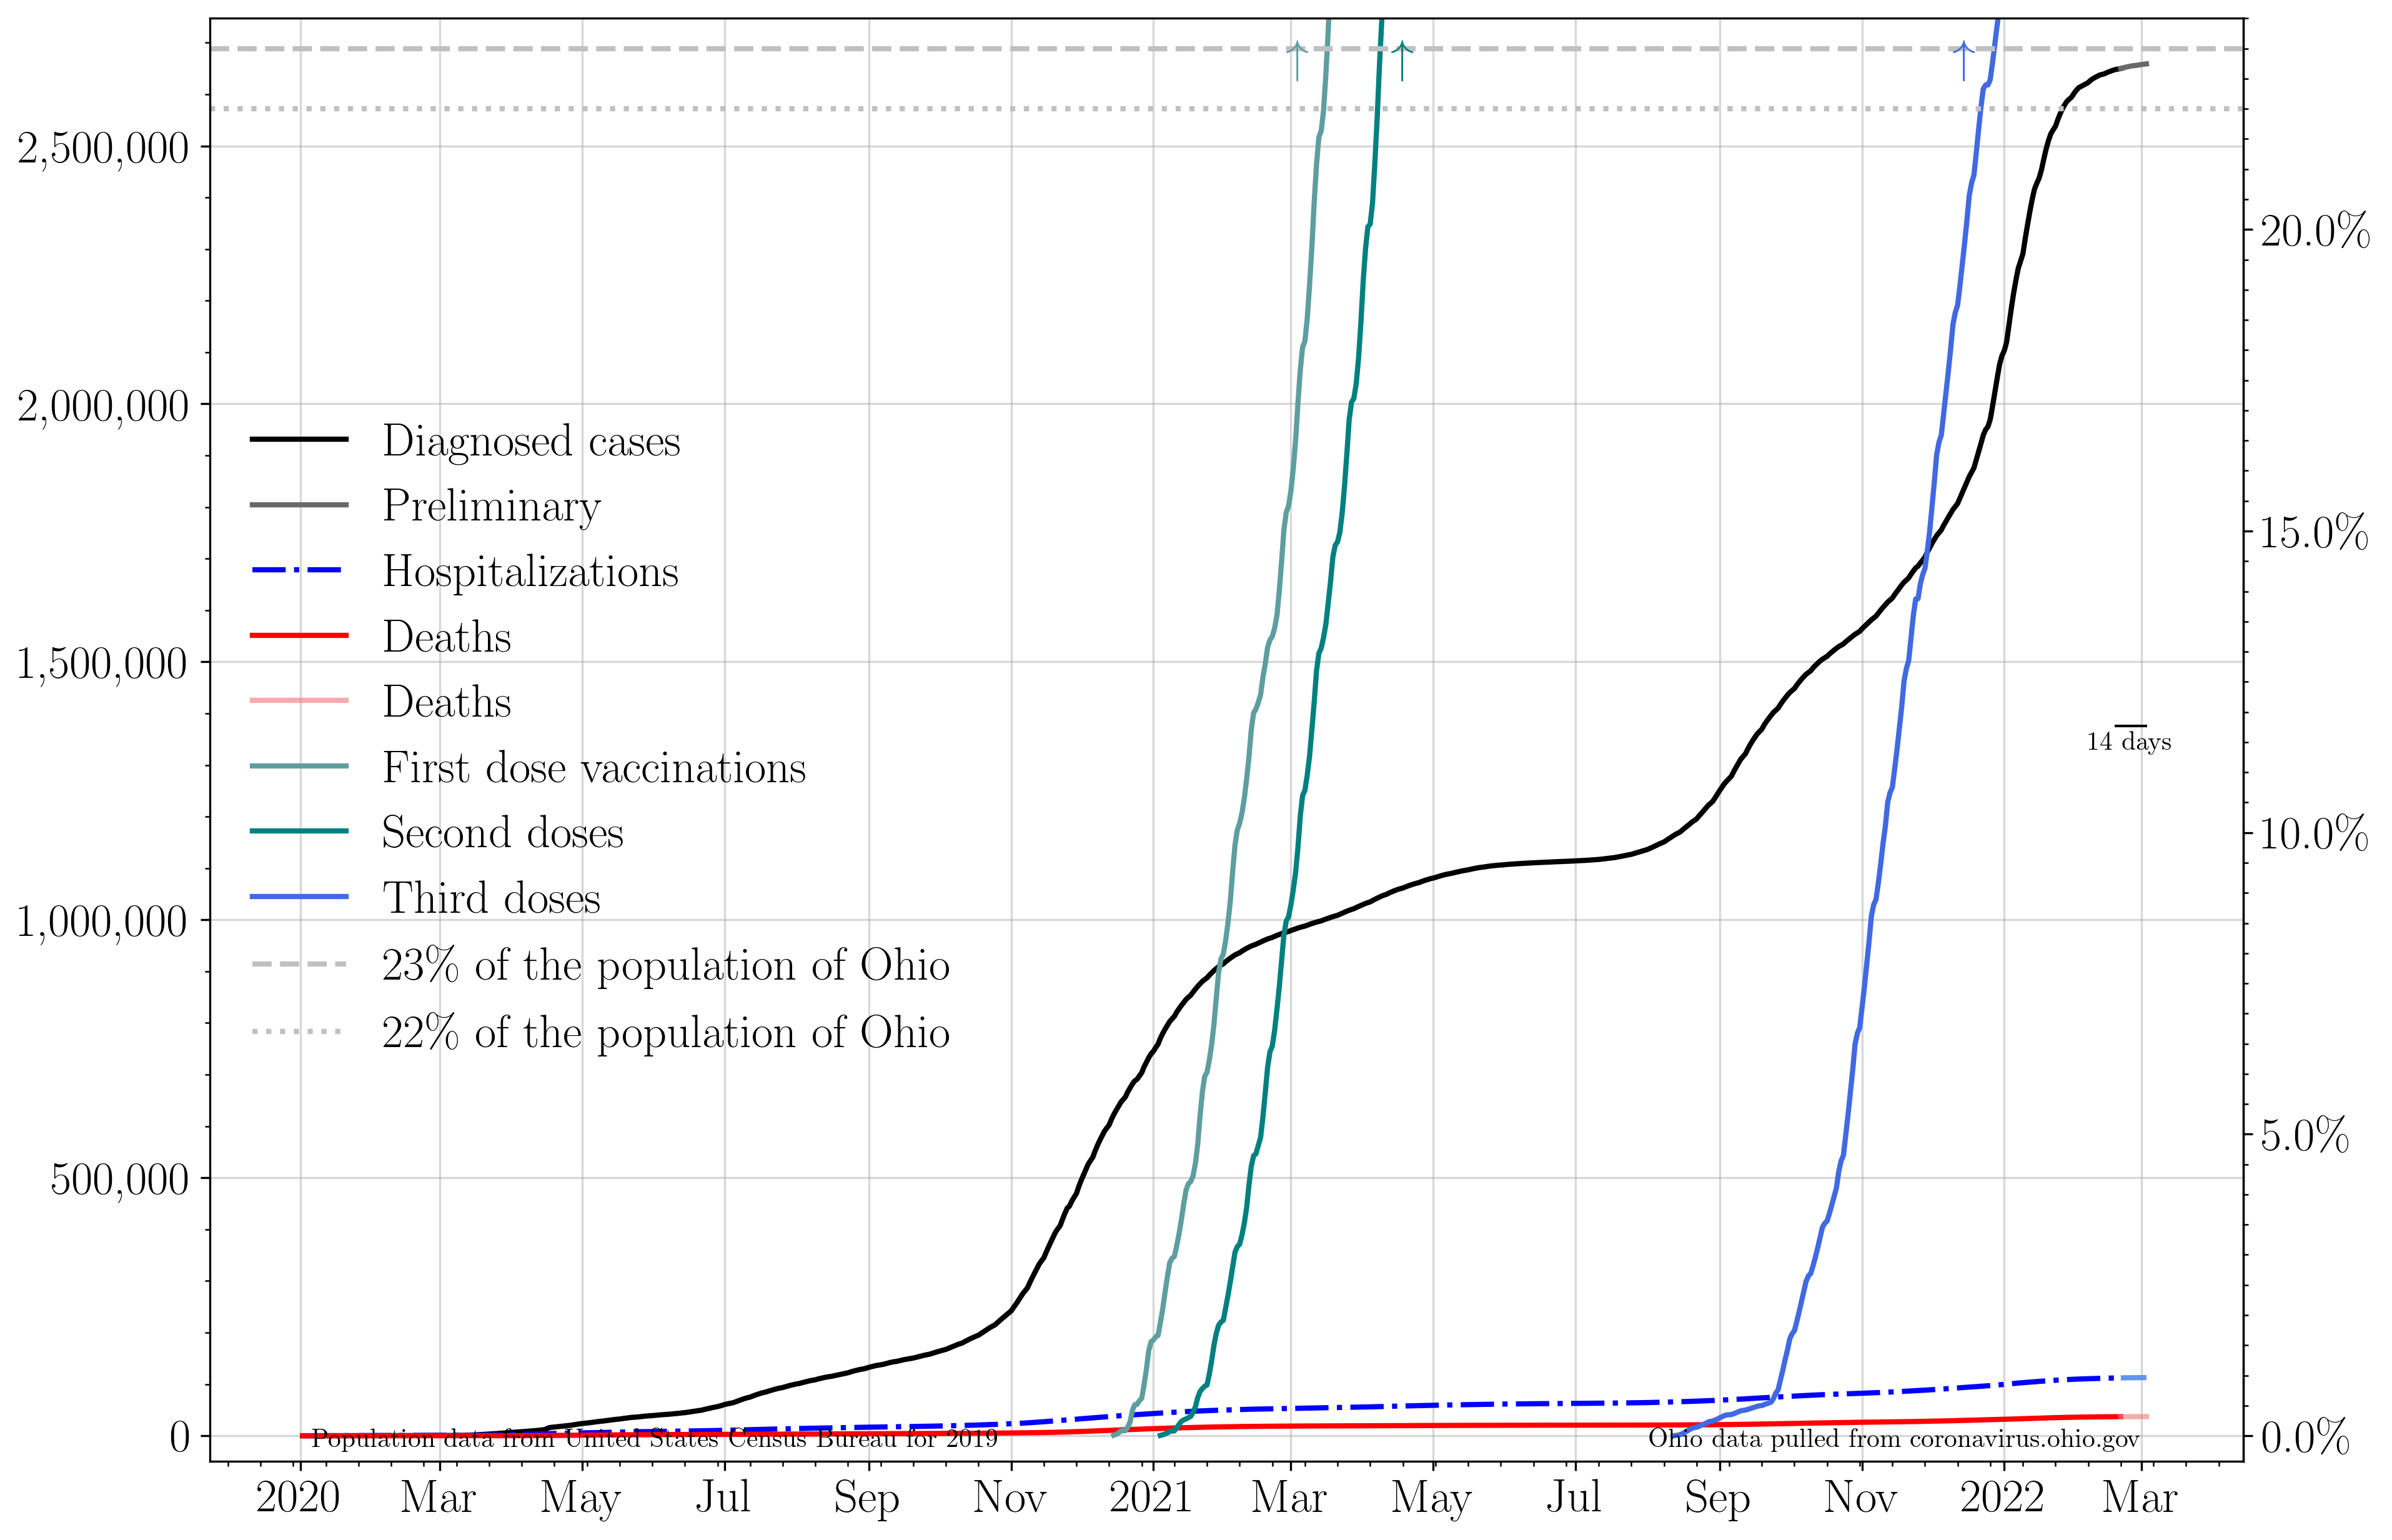 2,500,000
2,000,000
1,500,000
1,000,000
500,000
0
20.0%
15.0%
10.0%
5.0%
0.0%
Diagnosed cases
Preliminary
Hospitalizations
Deaths
Deaths
First dose vaccinations
Second doses
Third doses
23% of the population of Ohio
22% of the population of Ohio
14 days
Population data from United States Census Bureau for 2019
Ohio data pulled from coronavirus.ohio.gov
2020 Mar May Jul Sep Nov 2021 Mar May Jul Sep Nov 2022 Mar